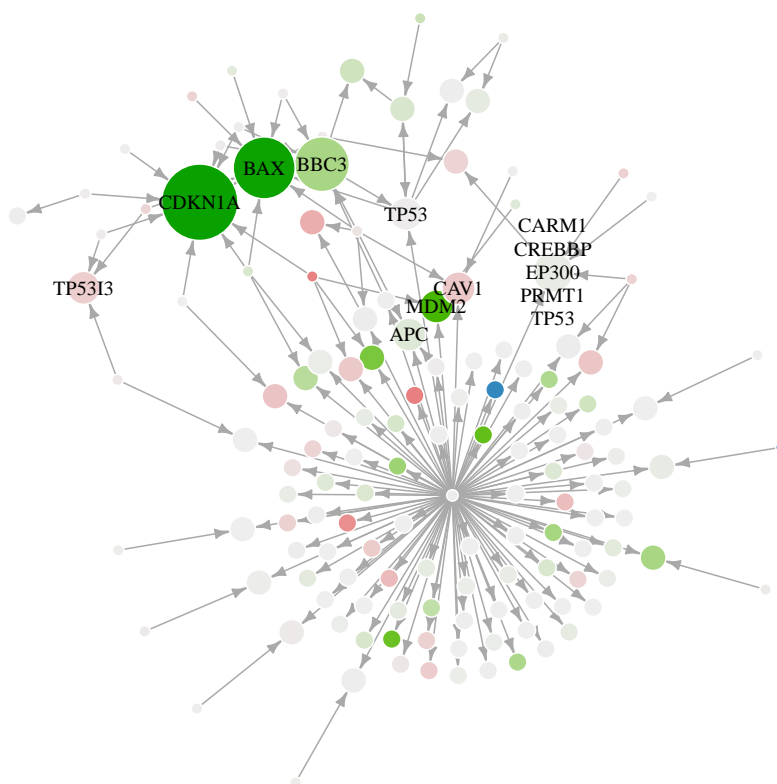 BAX
BBC3
CDKN1A
TP53
CARM1
CREBBP
EP300
PRMT1
TP53
TP53I3
CAV1
MDM2
APC